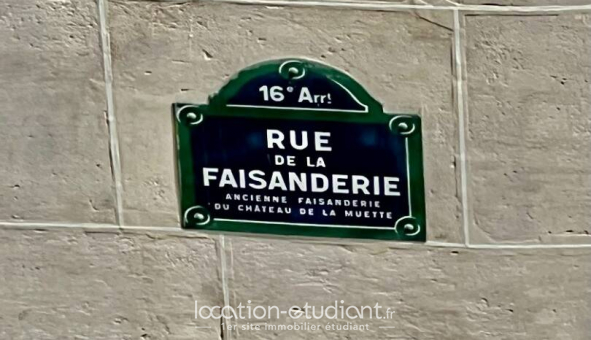 16e Arrt
RUE
DE LA
FAISANDERIE
ANCIENNE FAISANDERIE
DU CHÂTEAU DE LA MUETTE
location-etudiant.fr
1er site immobilier étudiant